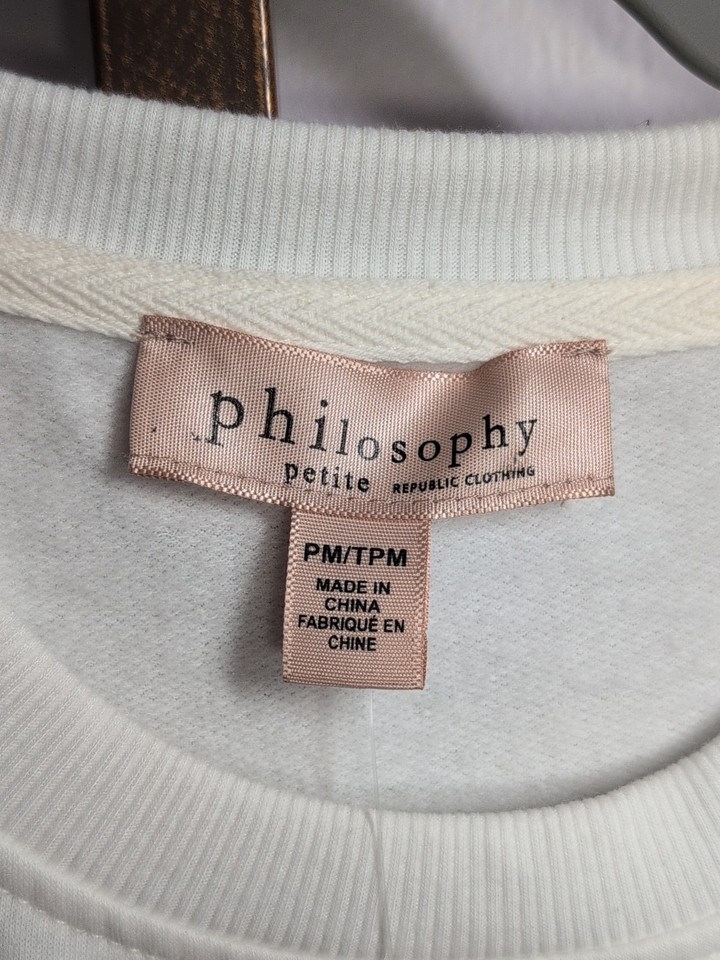 philosophy
petite REPUBLIC CLOTHING
PM/TPM
MADE IN
CHINA
FABRIQUÉ EN
CHINE